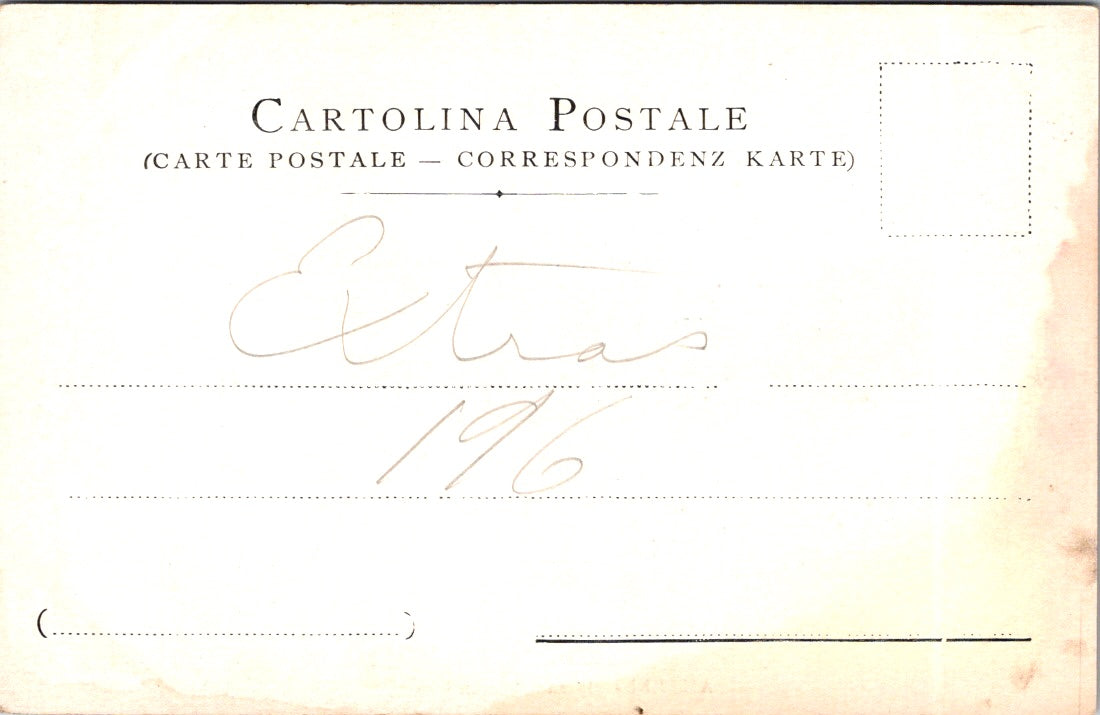 CARTOLINA POSTALE
(CARTE POSTALE — CORRESPONDENZ KARTE)
Extras
196